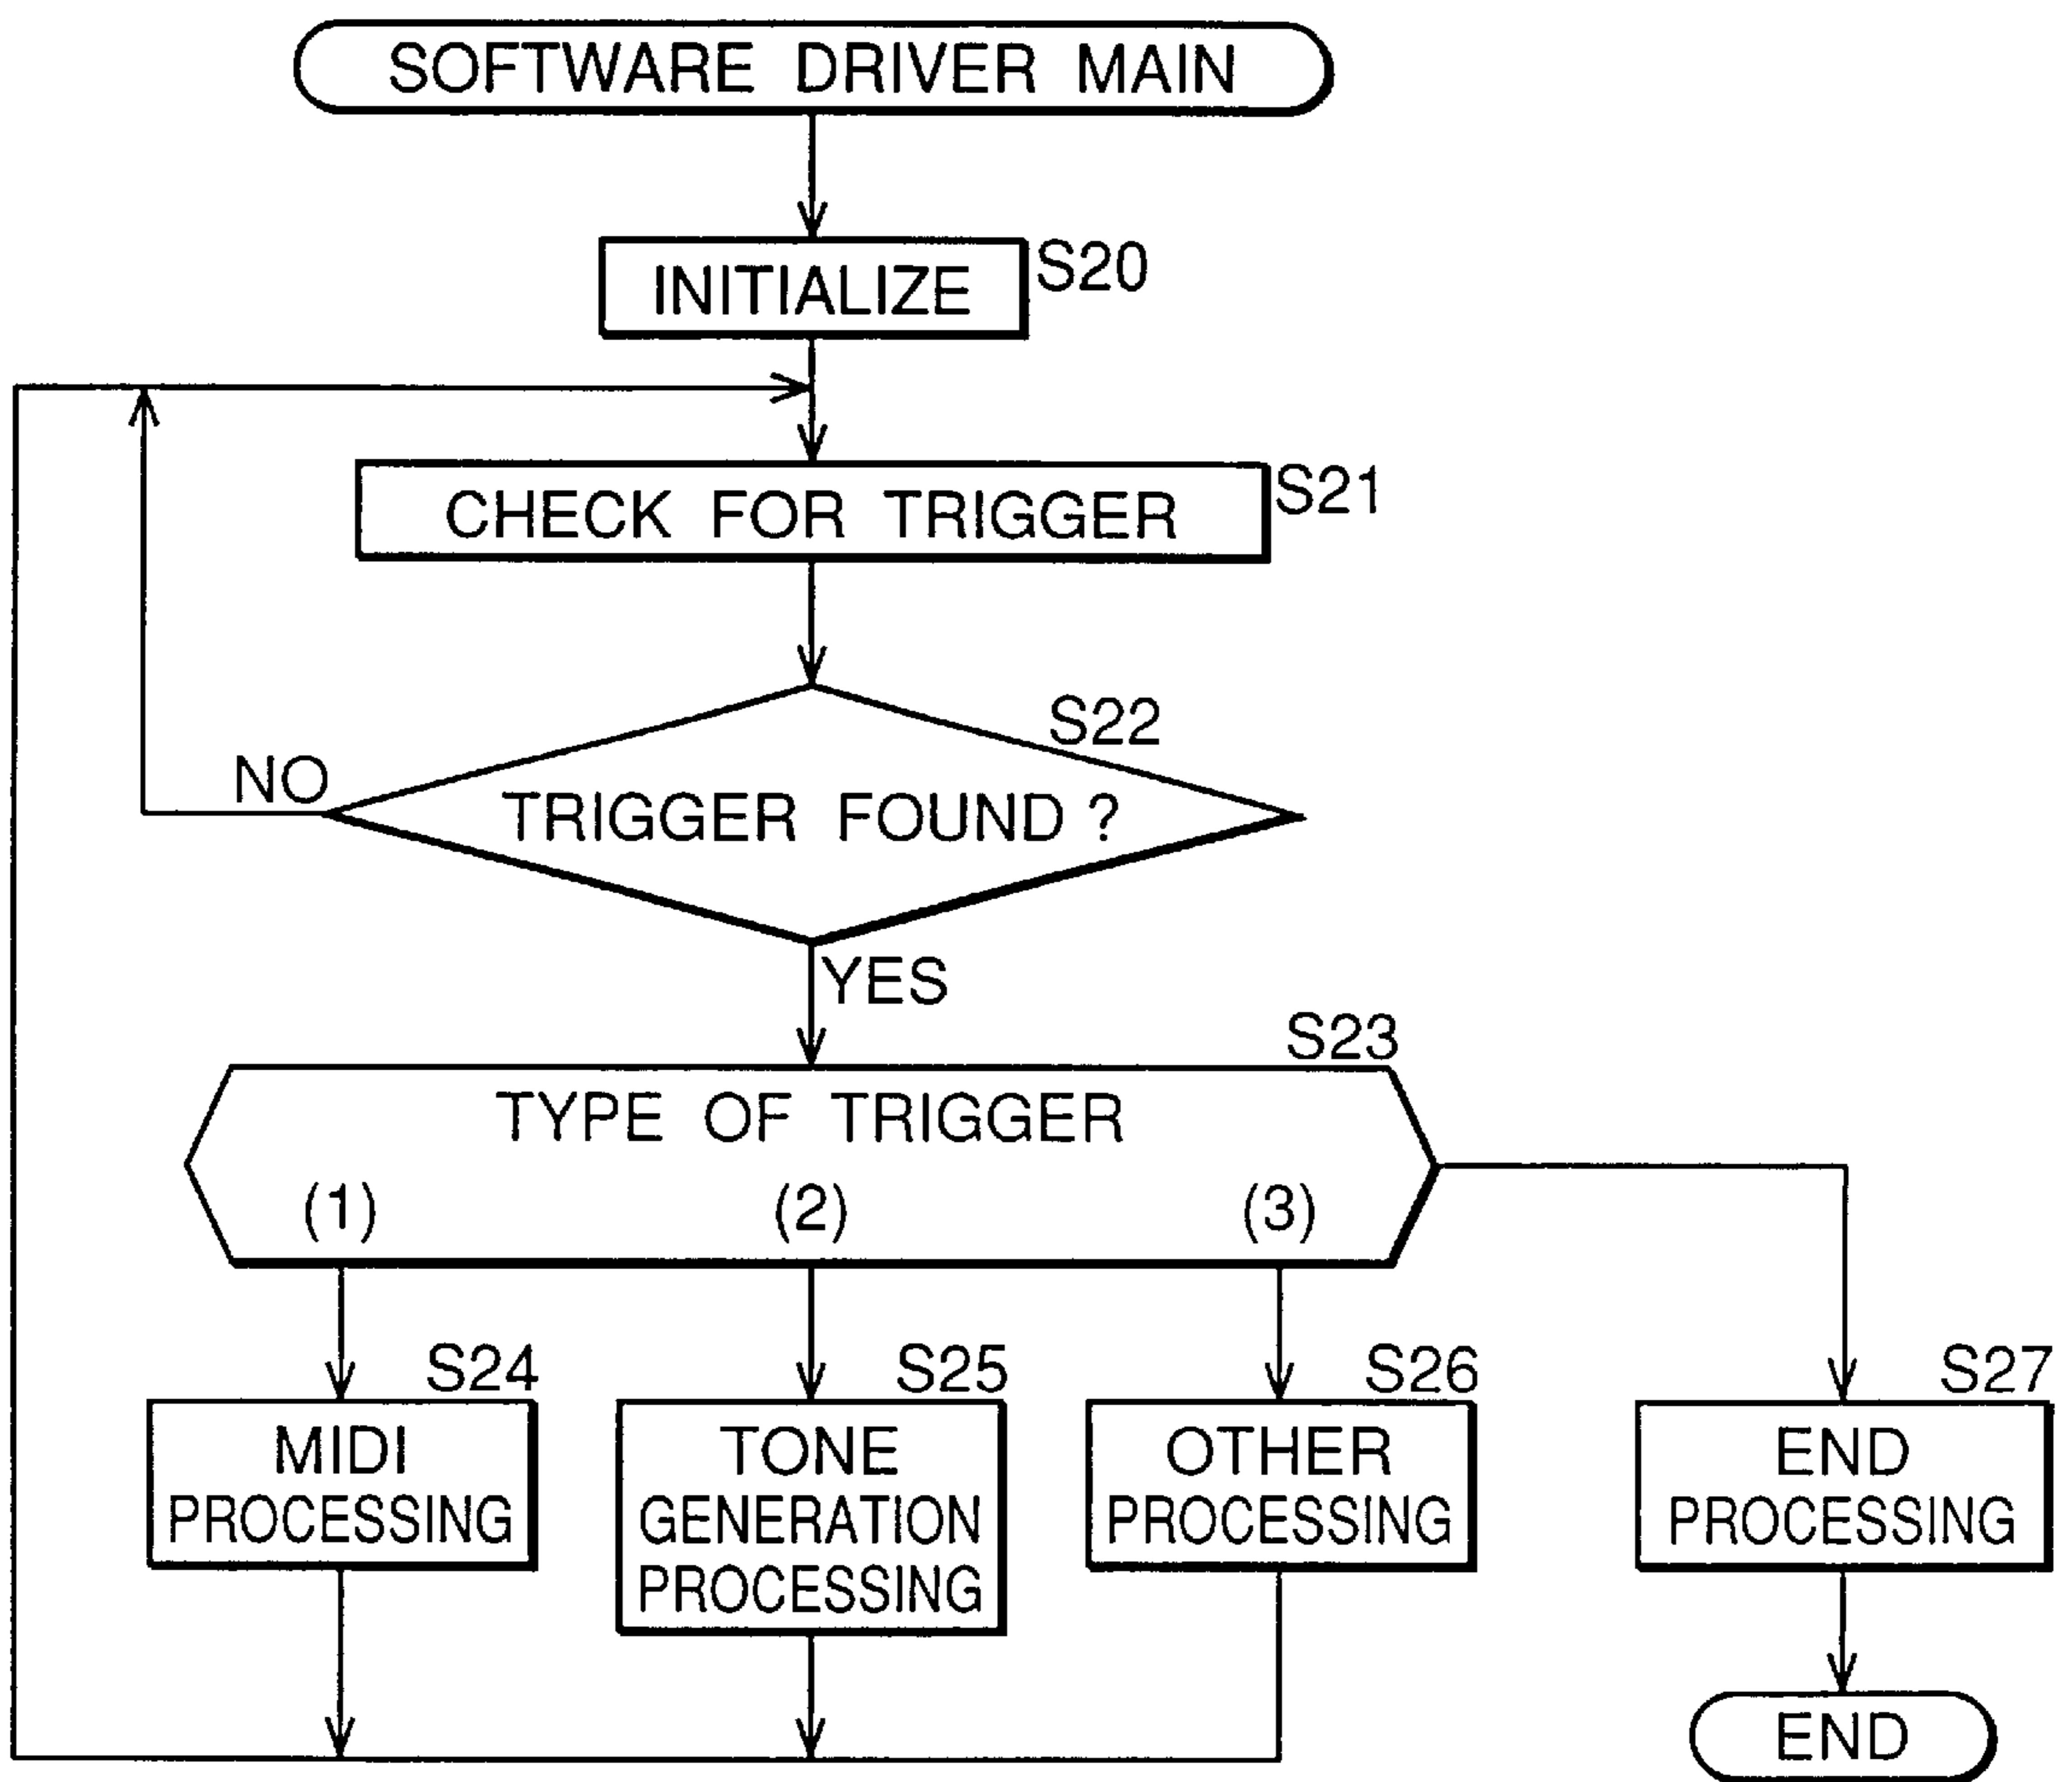 SOFTWARE DRIVER MAIN
INITIALIZE
S20
CHECK FOR TRIGGER
S21
S22
NO
TRIGGER FOUND ?
YES
S23
TYPE OF TRIGGER
(1)
(2)
(3)
S24
MIDI
PROCESSING
S25
TONE
GENERATION
PROCESSING
S26
OTHER
PROCESSING
S27
END
PROCESSING
END